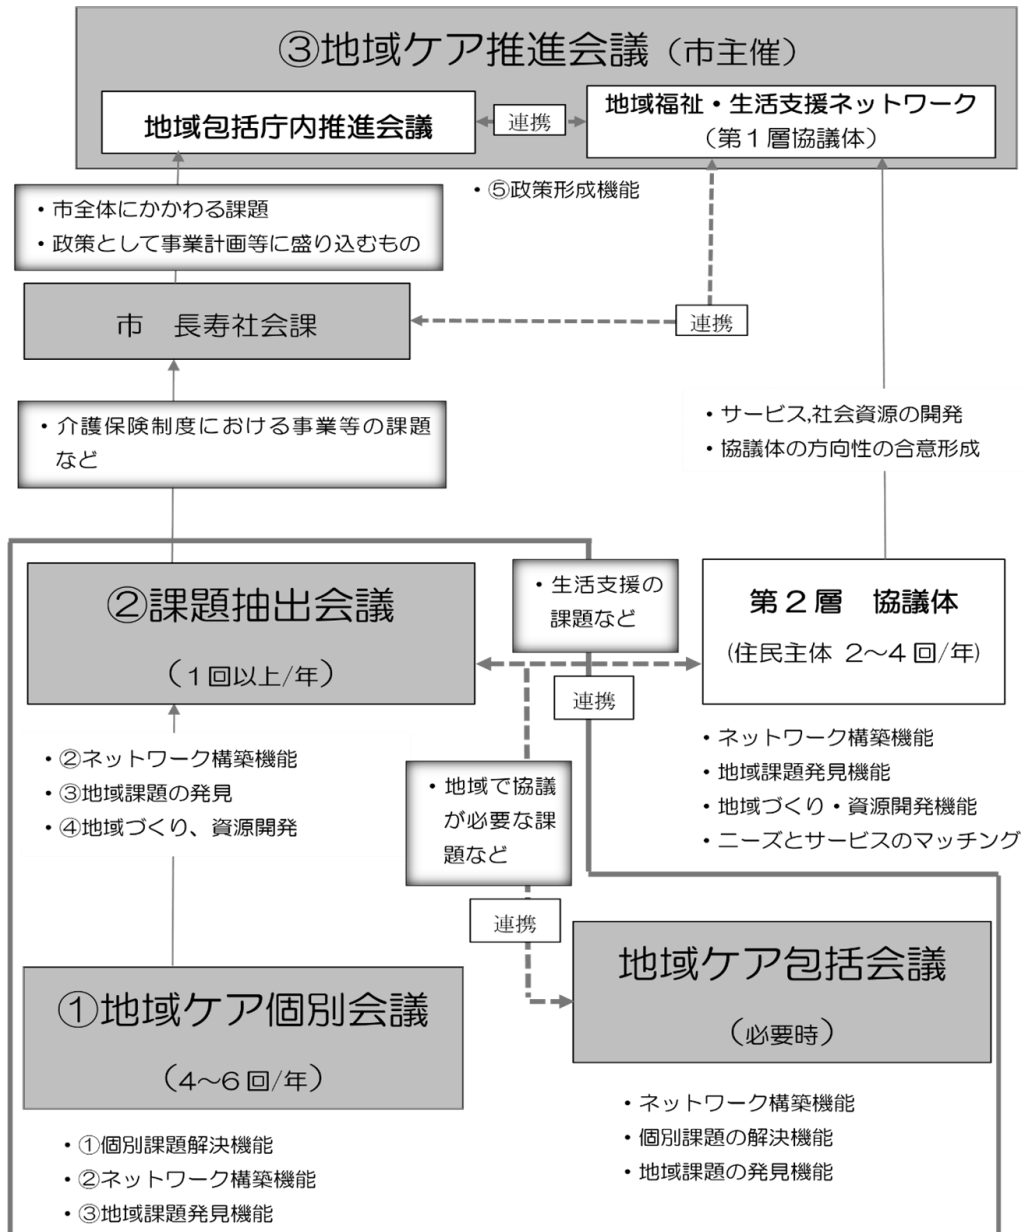 ③地域ケア推進会議（市主催）
地域包括庁内推進会議
連携
地域福祉・生活支援ネットワーク
（第１層協議体）
・⑤政策形成機能
・市全体にかかわる課題
・政策として事業計画等に盛り込むもの
市　長寿社会課
連携
・介護保険制度における事業等の課題
など
・サービス,社会資源の開発
・協議体の方向性の合意形成
②課題抽出会議
（１回以上/年）
・生活支援の
課題など
連携
第２層　協議体
(住民主体 ２～４回/年)
・②ネットワーク構築機能
・③地域課題の発見
・④地域づくり、資源開発
・地域で協議
が必要な課
題など
連携
・ネットワーク構築機能
・地域課題発見機能
・地域づくり・資源開発機能
・ニーズとサービスのマッチング
①地域ケア個別会議
（４～６回/年）
・①個別課題解決機能
・②ネットワーク構築機能
・③地域課題発見機能
地域ケア包括会議
（必要時）
・ネットワーク構築機能
・個別課題の解決機能
・地域課題の発見機能